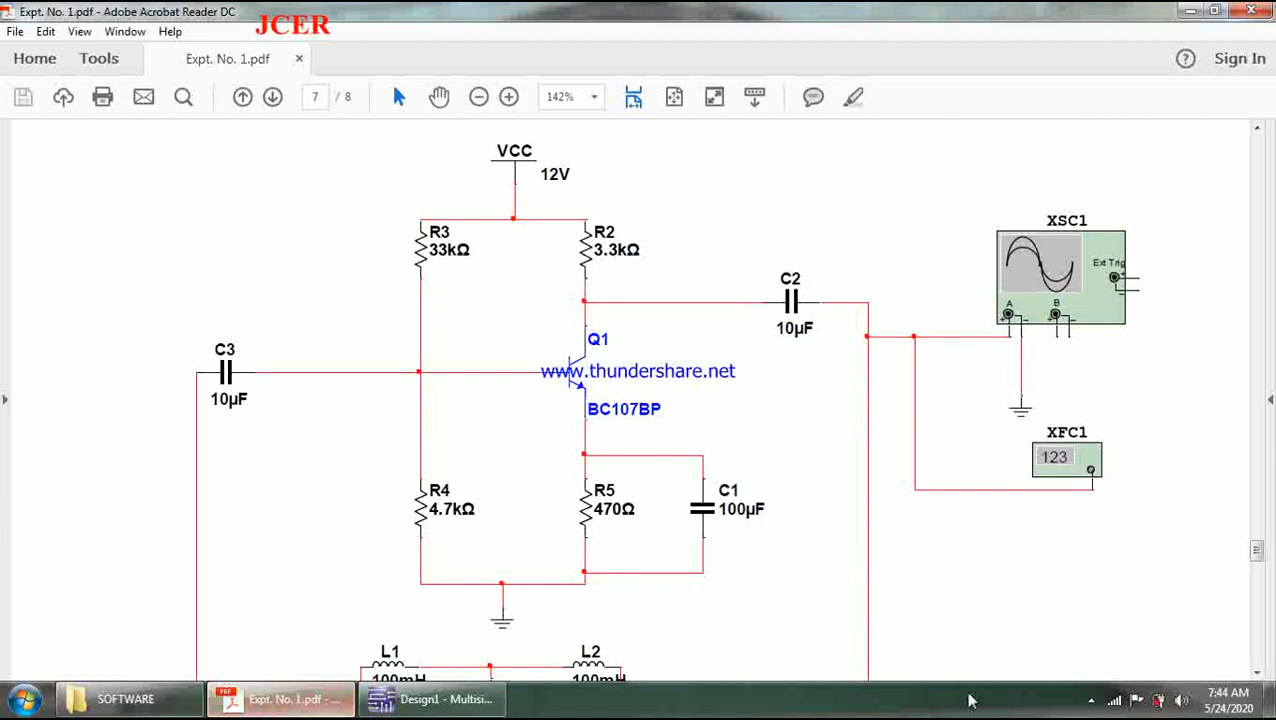 Expt. No. 1.pdf - Adobe Acrobat Reader DC
JCER
File Edit View Window Help
Home Tools Expt. No. 1.pdf × Sign In
7 / 8 142%
VCC
12V
R3
33kΩ
R2
3.3kΩ
XSC1
Ext Trig
A B
C2
10µF
Q1
C3
10µF
www.thundershare.net
BC107BP
XFC1
123
R4
4.7kΩ
R5
470Ω
C1
100µF
L1
100mH
L2
100mH
SOFTWARE
Expt. No. 1.pdf - ...
Design1 - Multisi...
7:44 AM
5/24/2020